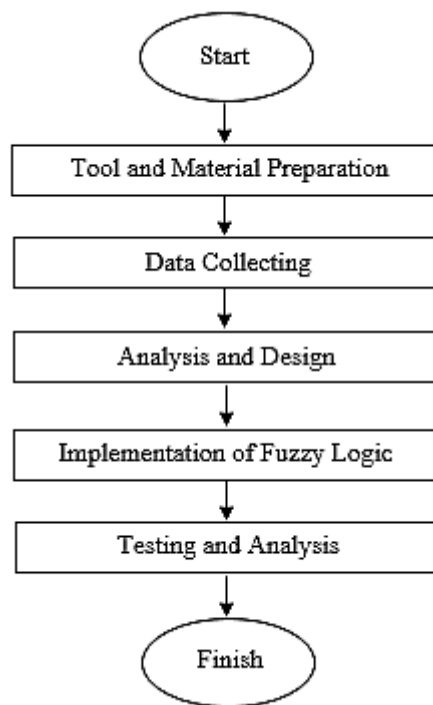 Start
Tool and Material Preparation
Data Collecting
Analysis and Design
Implementation of Fuzzy Logic
Testing and Analysis
Finish